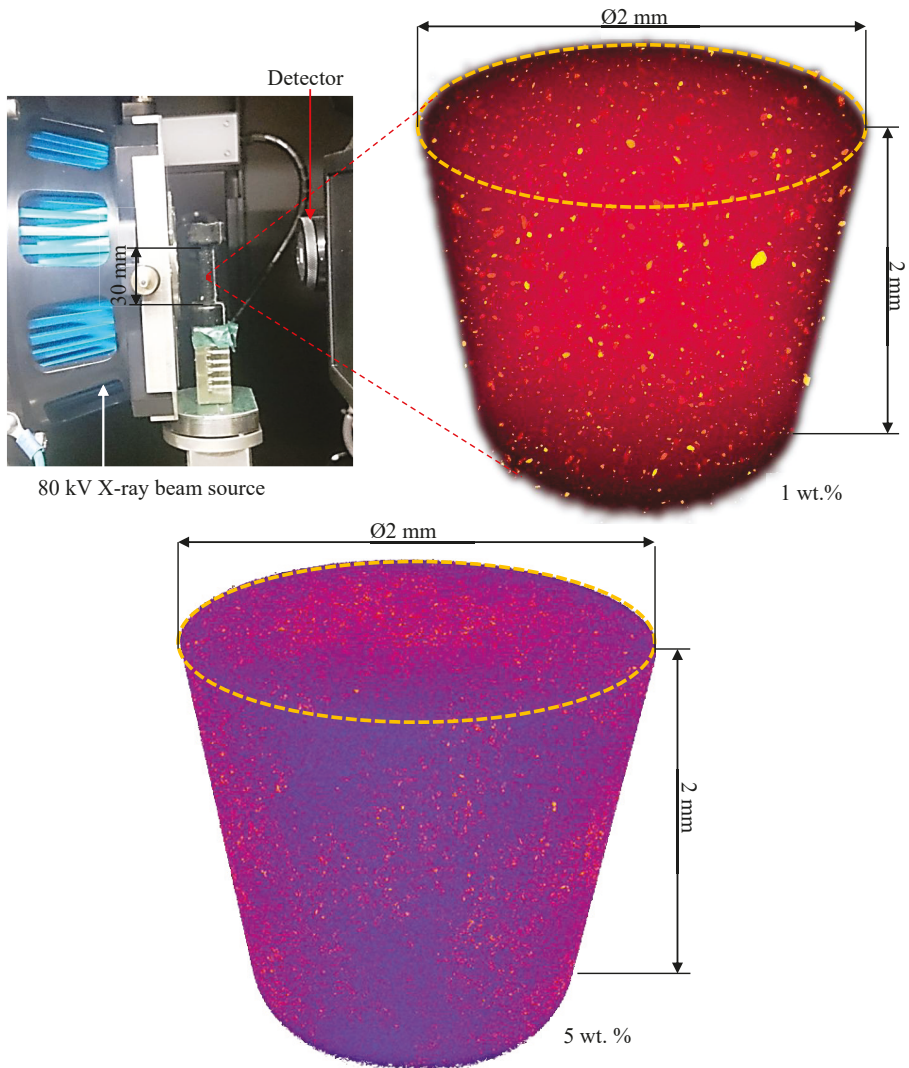 Ø2 mm
Detector
30 mm
2 mm
80 kV X-ray beam source
1 wt.%
Ø2 mm
2 mm
5 wt. %